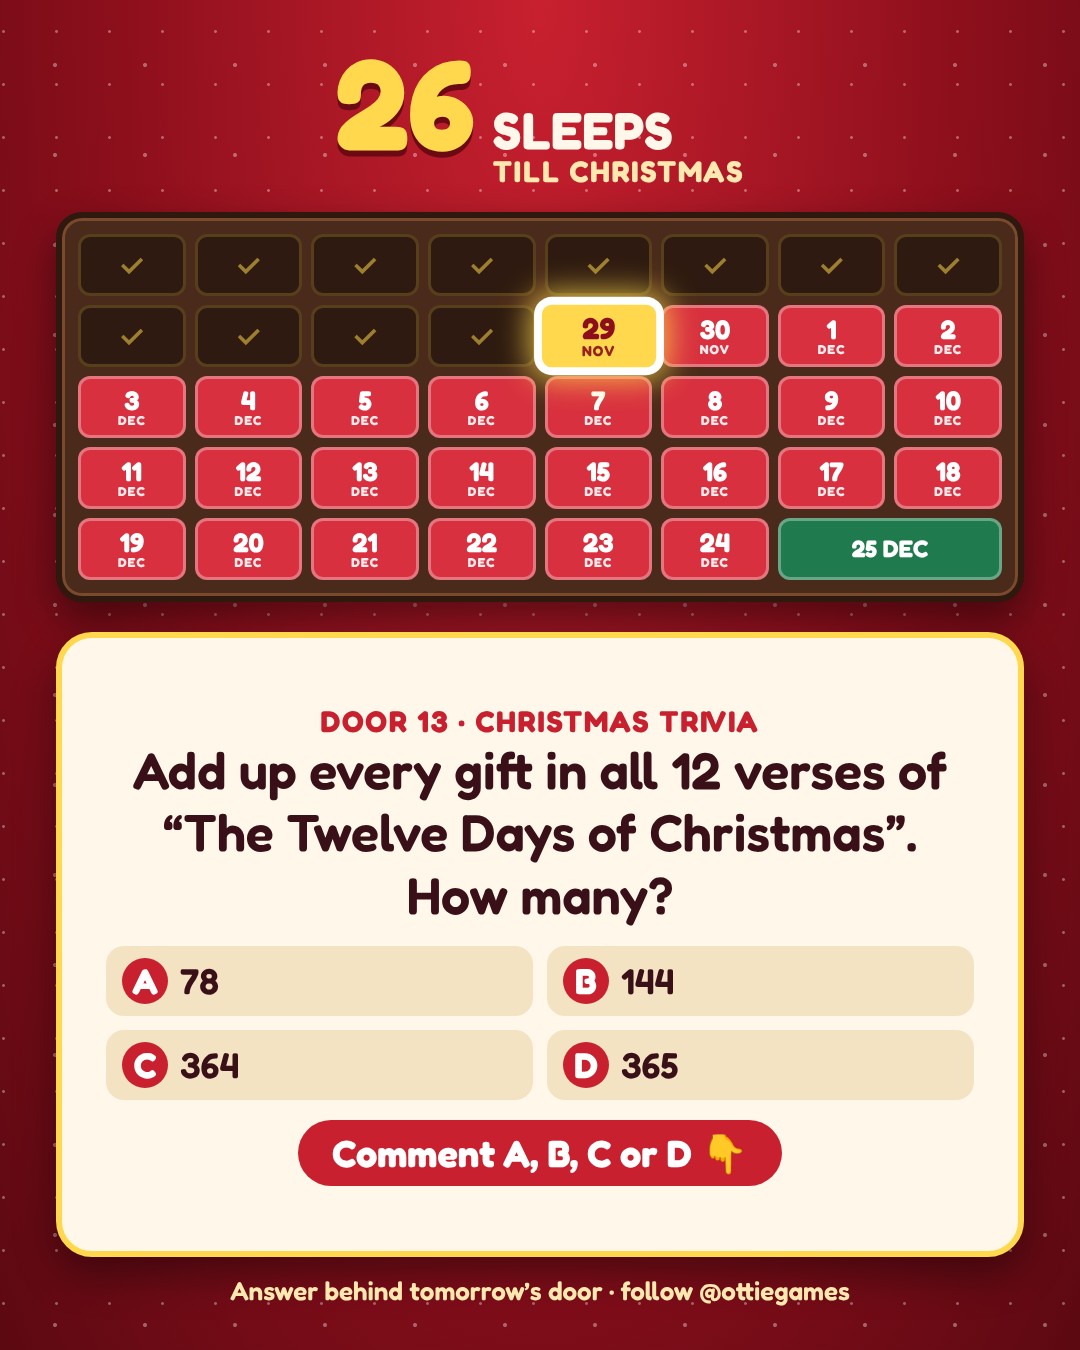 26 SLEEPS
TILL CHRISTMAS
29 NOV
30 NOV
1 DEC
2 DEC
3 DEC
4 DEC
5 DEC
6 DEC
7 DEC
8 DEC
9 DEC
10 DEC
11 DEC
12 DEC
13 DEC
14 DEC
15 DEC
16 DEC
17 DEC
18 DEC
19 DEC
20 DEC
21 DEC
22 DEC
23 DEC
24 DEC
25 DEC
DOOR 13 · CHRISTMAS TRIVIA
Add up every gift in all 12 verses of
“The Twelve Days of Christmas”.
How many?
A 78
B 144
C 364
D 365
Comment A, B, C or D 👇
Answer behind tomorrow’s door · follow @ottiegames